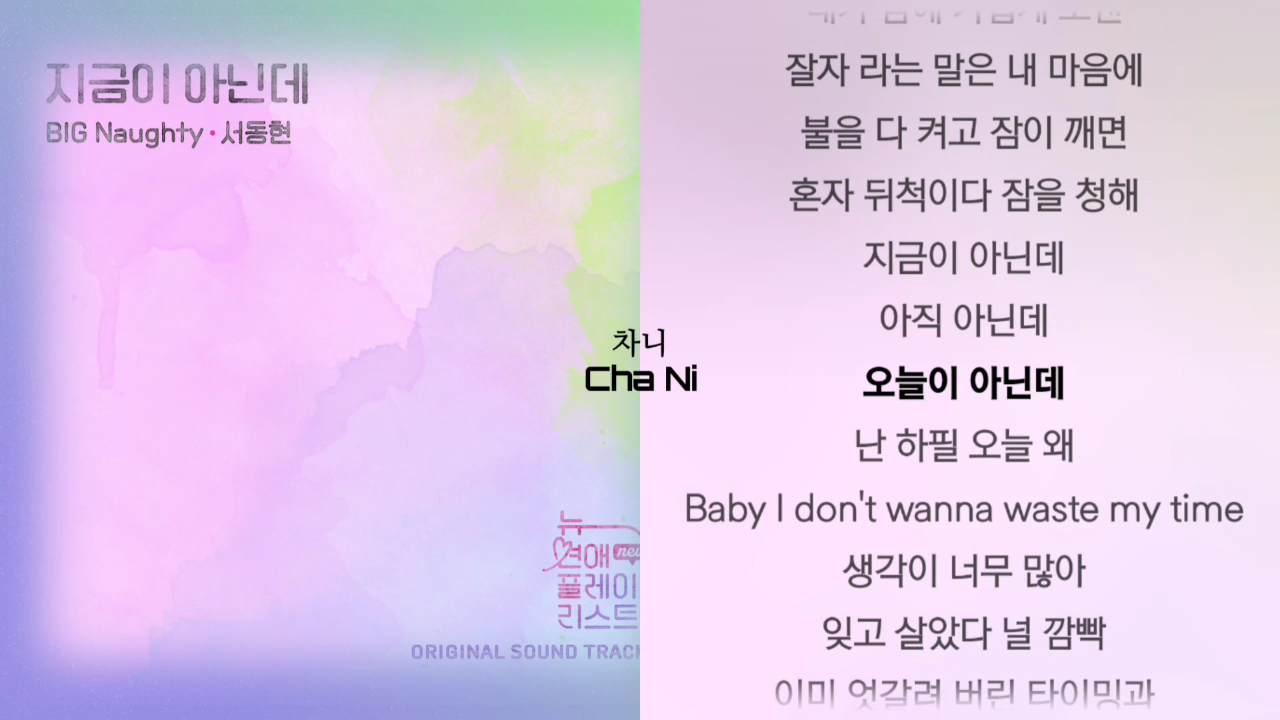 지금이 아닌데
BIG Naughty·서동현
뉴
연애 new
플레이
리스트
ORIGINAL SOUND TRACK
차니
Cha Ni
잘자 라는 말은 내 마음에
불을 다 켜고 잠이 깨면
혼자 뒤척이다 잠을 청해
지금이 아닌데
아직 아닌데
오늘이 아닌데
난 하필 오늘 왜
Baby I don't wanna waste my time
생각이 너무 많아
잊고 살았다 널 깜빡
이미 엇갈려 버린 타이밍과